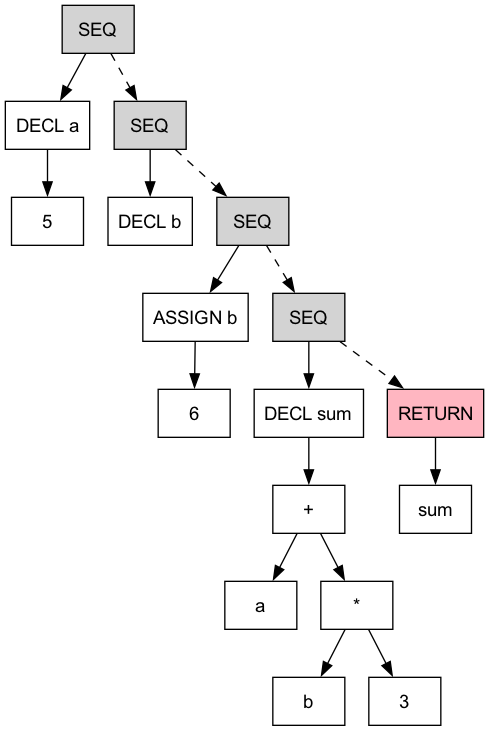 SEQ
DECL a
SEQ
5
DECL b
SEQ
ASSIGN b
SEQ
6
DECL sum
RETURN
+
sum
a
*
b
3